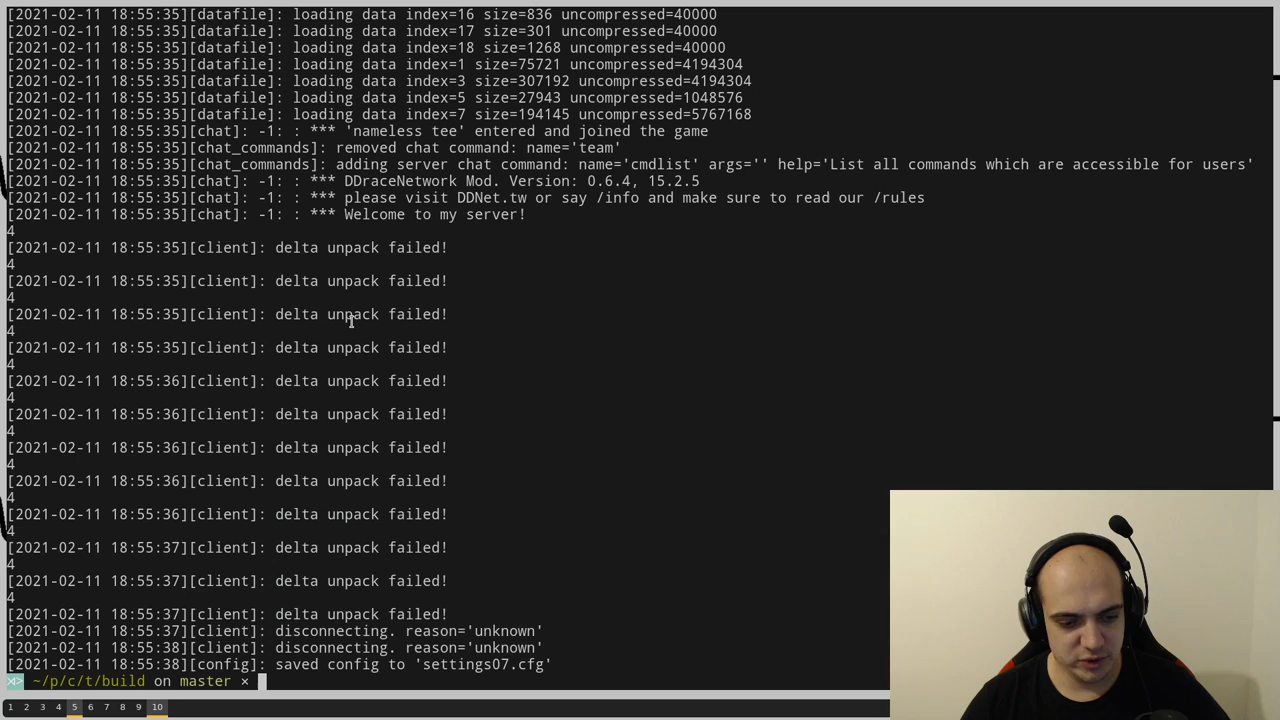 [2021-02-11 18:55:35][datafile]: loading data index=16 size=836 uncompressed=40000
[2021-02-11 18:55:35][datafile]: loading data index=17 size=301 uncompressed=40000
[2021-02-11 18:55:35][datafile]: loading data index=18 size=1268 uncompressed=40000
[2021-02-11 18:55:35][datafile]: loading data index=1 size=75721 uncompressed=4194304
[2021-02-11 18:55:35][datafile]: loading data index=3 size=307192 uncompressed=4194304
[2021-02-11 18:55:35][datafile]: loading data index=5 size=27943 uncompressed=1048576
[2021-02-11 18:55:35][datafile]: loading data index=7 size=194145 uncompressed=5767168
[2021-02-11 18:55:35][chat]: -1: : *** 'nameless tee' entered and joined the game
[2021-02-11 18:55:35][chat_commands]: removed chat command: name='team'
[2021-02-11 18:55:35][chat_commands]: adding server chat command: name='cmdlist' args='' help='List all commands which are accessible for users'
[2021-02-11 18:55:35][chat]: -1: : *** DDraceNetwork Mod. Version: 0.6.4, 15.2.5
[2021-02-11 18:55:35][chat]: -1: : *** please visit DDNet.tw or say /info and make sure to read our /rules
[2021-02-11 18:55:35][chat]: -1: : *** Welcome to my server!
4
[2021-02-11 18:55:35][client]: delta unpack failed!
4
[2021-02-11 18:55:35][client]: delta unpack failed!
4
[2021-02-11 18:55:35][client]: delta unpack failed!
4
[2021-02-11 18:55:35][client]: delta unpack failed!
4
[2021-02-11 18:55:36][client]: delta unpack failed!
4
[2021-02-11 18:55:36][client]: delta unpack failed!
4
[2021-02-11 18:55:36][client]: delta unpack failed!
4
[2021-02-11 18:55:36][client]: delta unpack failed!
4
[2021-02-11 18:55:36][client]: delta unpack failed!
4
[2021-02-11 18:55:37][client]: delta unpack failed!
4
[2021-02-11 18:55:37][client]: delta unpack failed!
4
[2021-02-11 18:55:37][client]: delta unpack failed!
[2021-02-11 18:55:37][client]: disconnecting. reason='unknown'
[2021-02-11 18:55:38][client]: disconnecting. reason='unknown'
[2021-02-11 18:55:38][config]: saved config to 'settings07.cfg'
~/p/c/t/build on master ×
1 2 3 4 5 6 7 8 9 10